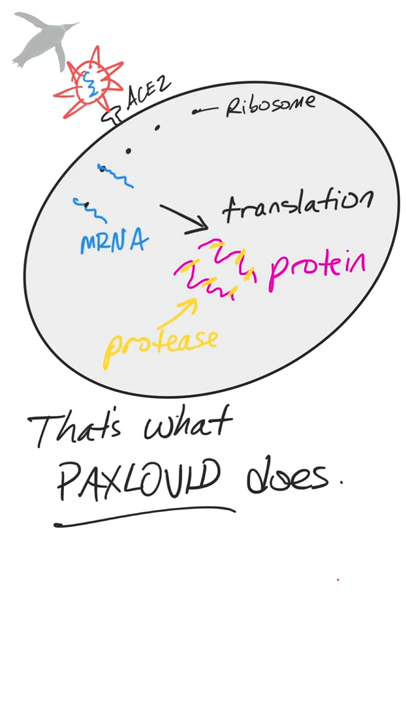 ACE2
Ribosome
translation
mRNA
protein
protease
That's what
PAXLOVID does.